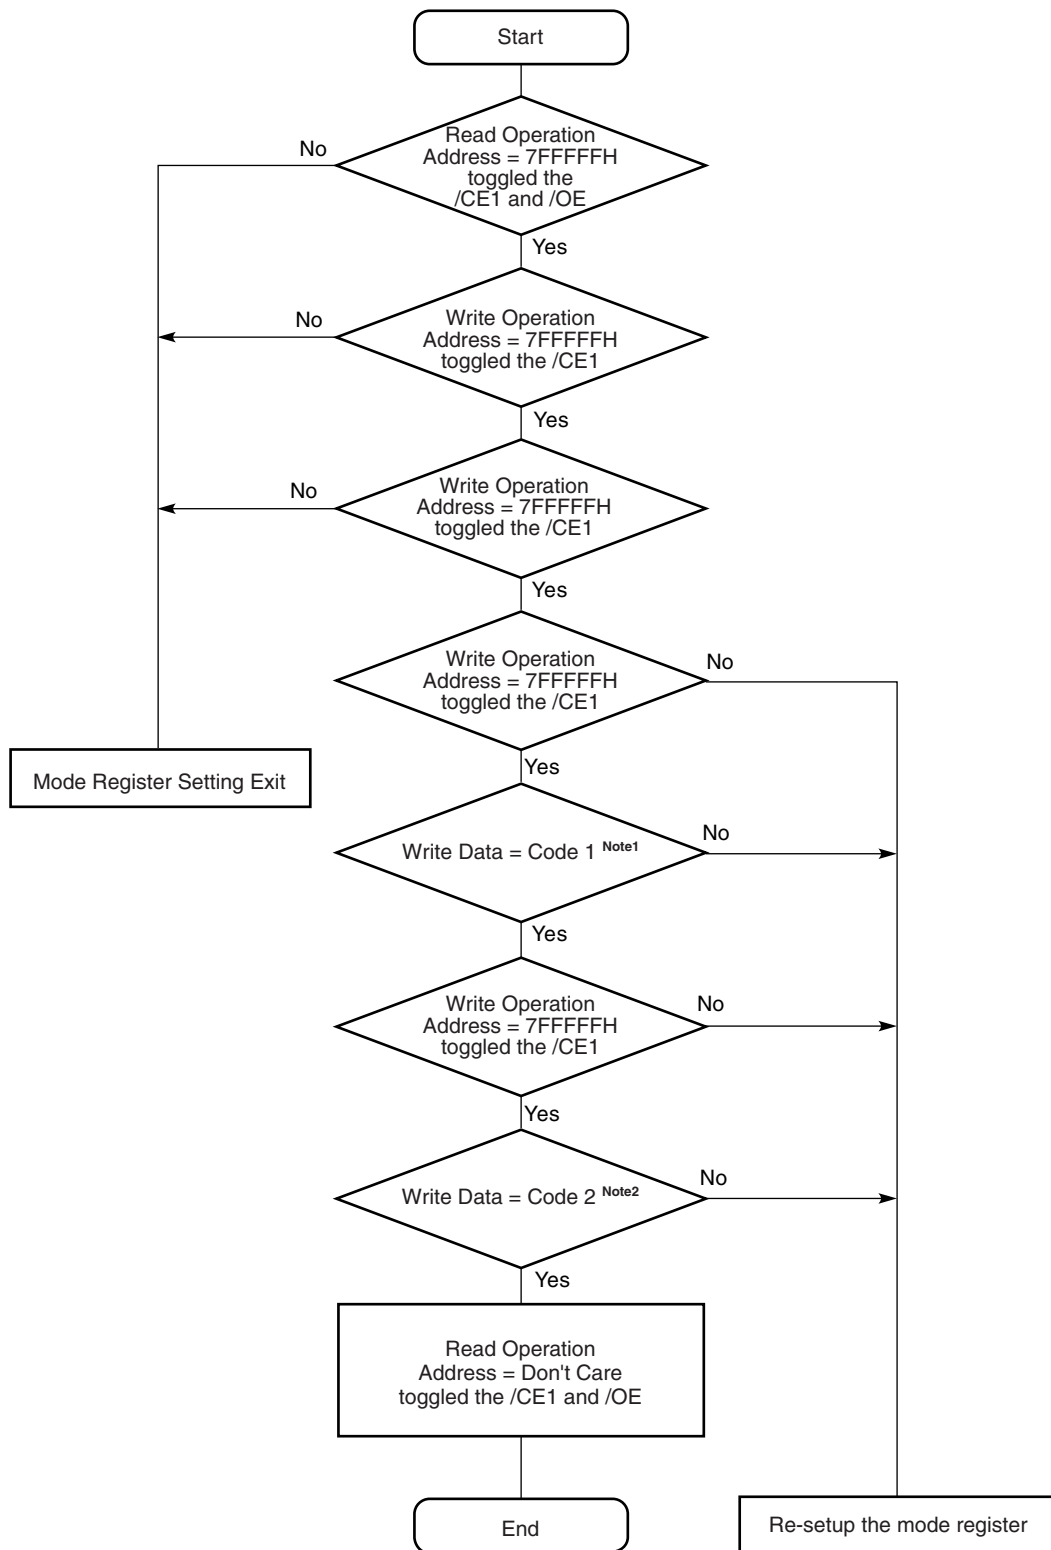 Start
Read Operation
Address = 7FFFFFH
toggled the
/CE1 and /OE
No
Yes
Write Operation
Address = 7FFFFFH
toggled the /CE1
No
Yes
Write Operation
Address = 7FFFFFH
toggled the /CE1
No
Yes
Write Operation
Address = 7FFFFFH
toggled the /CE1
No
Yes
Mode Register Setting Exit
Write Data = Code 1 Note1
No
Yes
Write Operation
Address = 7FFFFFH
toggled the /CE1
No
Yes
Write Data = Code 2 Note2
No
Yes
Read Operation
Address = Don't Care
toggled the /CE1 and /OE
End
Re-setup the mode register